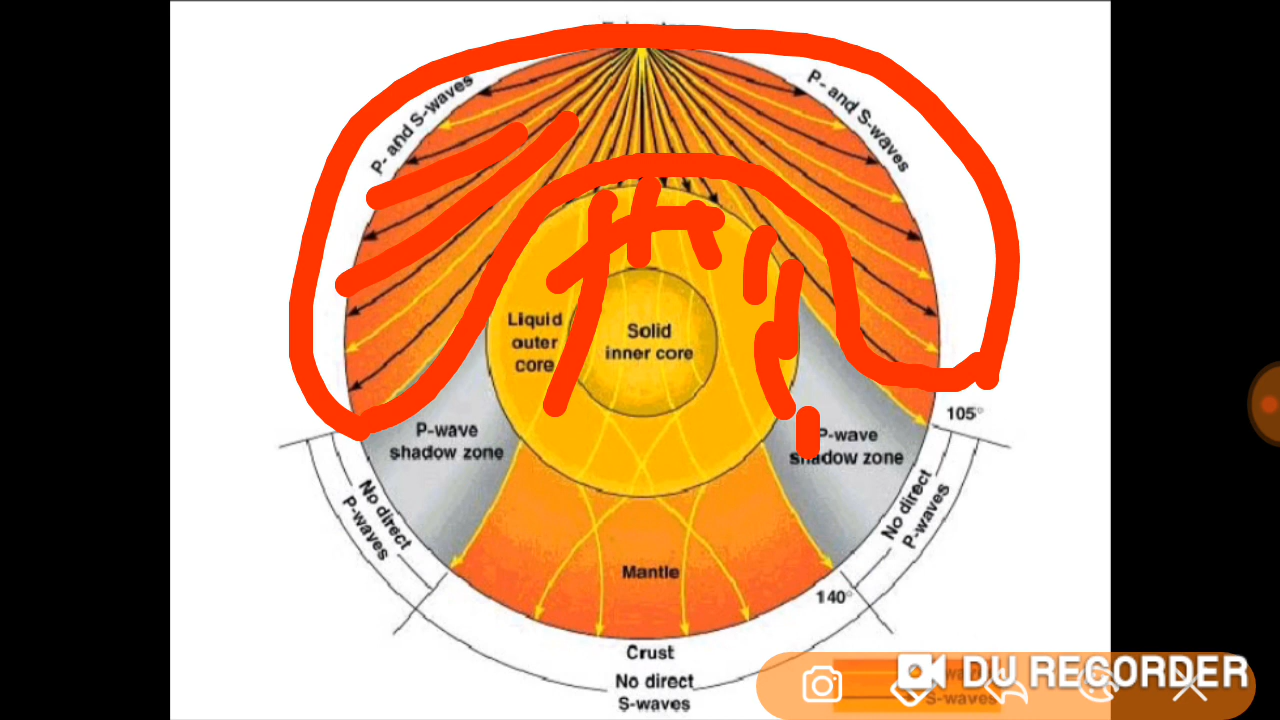 P- and S-waves
P- and S-waves
Liquid
outer
core
Solid
inner core
105°
P-wave
shadow zone
P-wave
shadow zone
No direct
P-waves
No direct
P-waves
Mantle
140°
Crust
No direct
S-waves
DU RECORDER
S-waves